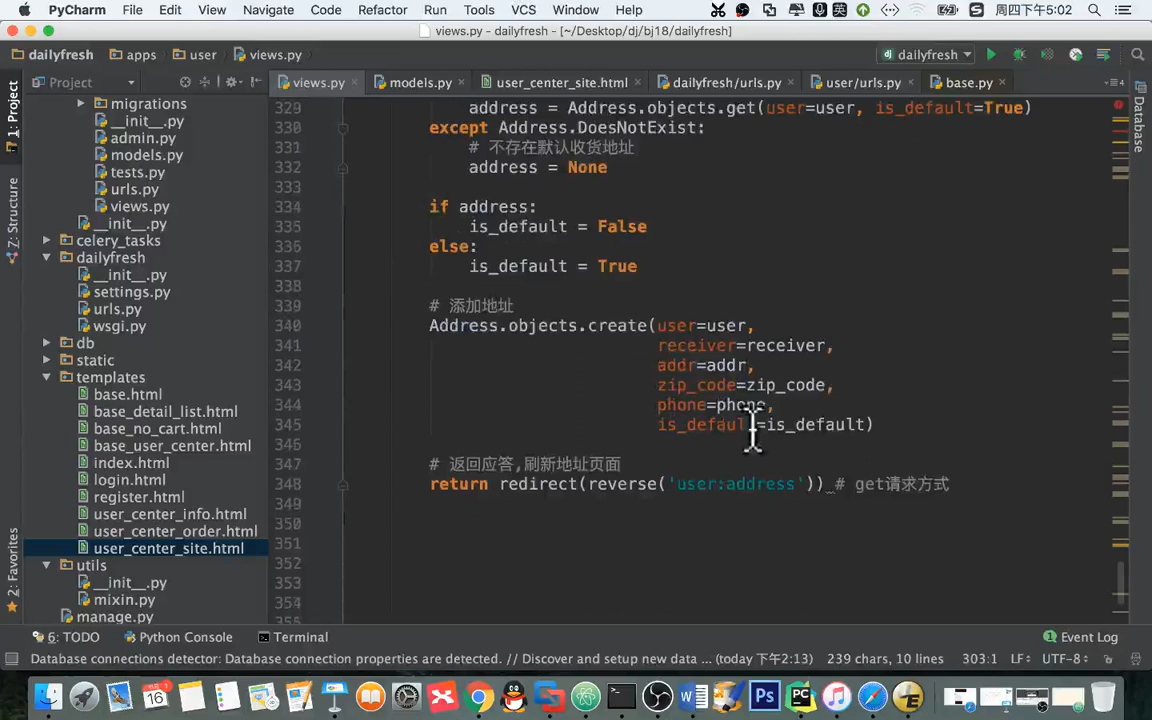 PyCharm File Edit View Navigate Code Refactor Run Tools VCS Window Help 周四下午5:02
views.py - dailyfresh - [~/Desktop/dj/bj18/dailyfresh]
dailyfresh apps user views.py dailyfresh
Project views.py models.py user_center_site.html dailyfresh/urls.py user/urls.py base.py
1: Project
7: Structure
2: Favorites
Database
migrations
__init__.py
admin.py
models.py
tests.py
urls.py
views.py
__init__.py
celery_tasks
dailyfresh
__init__.py
settings.py
urls.py
wsgi.py
db
static
templates
base.html
base_detail_list.html
base_no_cart.html
base_user_center.html
index.html
login.html
register.html
user_center_info.html
user_center_order.html
user_center_site.html
utils
__init__.py
mixin.py
manage.py
329 address = Address.objects.get(user=user, is_default=True)
330 except Address.DoesNotExist:
331 # 不存在默认收货地址
332 address = None
333
334 if address:
335 is_default = False
336 else:
337 is_default = True
338
339 # 添加地址
340 Address.objects.create(user=user,
341 receiver=receiver,
342 addr=addr,
343 zip_code=zip_code,
344 phone=phone,
345 is_default=is_default)
346
347 # 返回应答,刷新地址页面
348 return redirect(reverse('user:address')) # get请求方式
349
350
351
352
353
354
6: TODO Python Console Terminal Event Log
Database connections detector: Database connection properties are detected. // Discover and setup new data ... (today 下午2:13) 239 chars, 10 lines 303:1 LF UTF-8